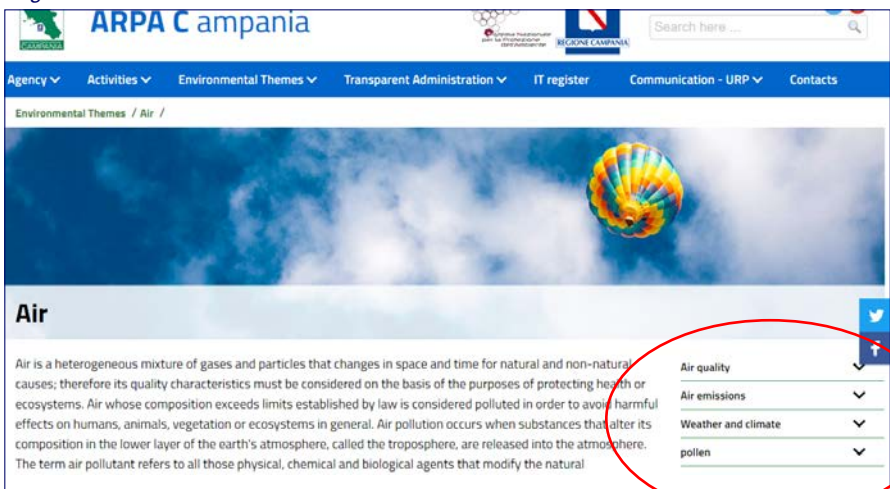 ARPA C ampania
CAMPANIA
REGIONE CAMPANIA
Search here ...
Agency
Activities
Environmental Themes
Transparent Administration
IT register
Communication - URP
Contacts
Environmental Themes / Air /
Air
Air is a heterogeneous mixture of gases and particles that changes in space and time for natural and non-natural
causes; therefore its quality characteristics must be considered on the basis of the purposes of protecting health or
ecosystems. Air whose composition exceeds limits established by law is considered polluted in order to avoid harmful
effects on humans, animals, vegetation or ecosystems in general. Air pollution occurs when substances that alter its
composition in the lower layer of the earth's atmosphere, called the troposphere, are released into the atmosphere.
The term air pollutant refers to all those physical, chemical and biological agents that modify the natural
Air quality
Air emissions
Weather and climate
pollen